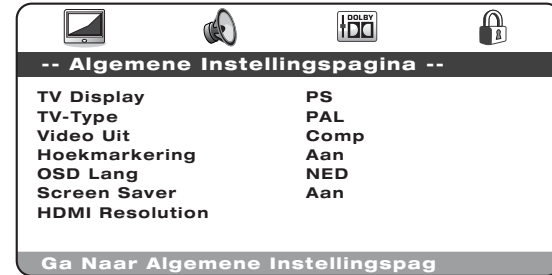 DOLBY
-- Algemene Instellingspagina --
TV Display PS
TV-Type PAL
Video Uit Comp
Hoekmarkering Aan
OSD Lang NED
Screen Saver Aan
HDMI Resolution
Ga Naar Algemene Instellingspag